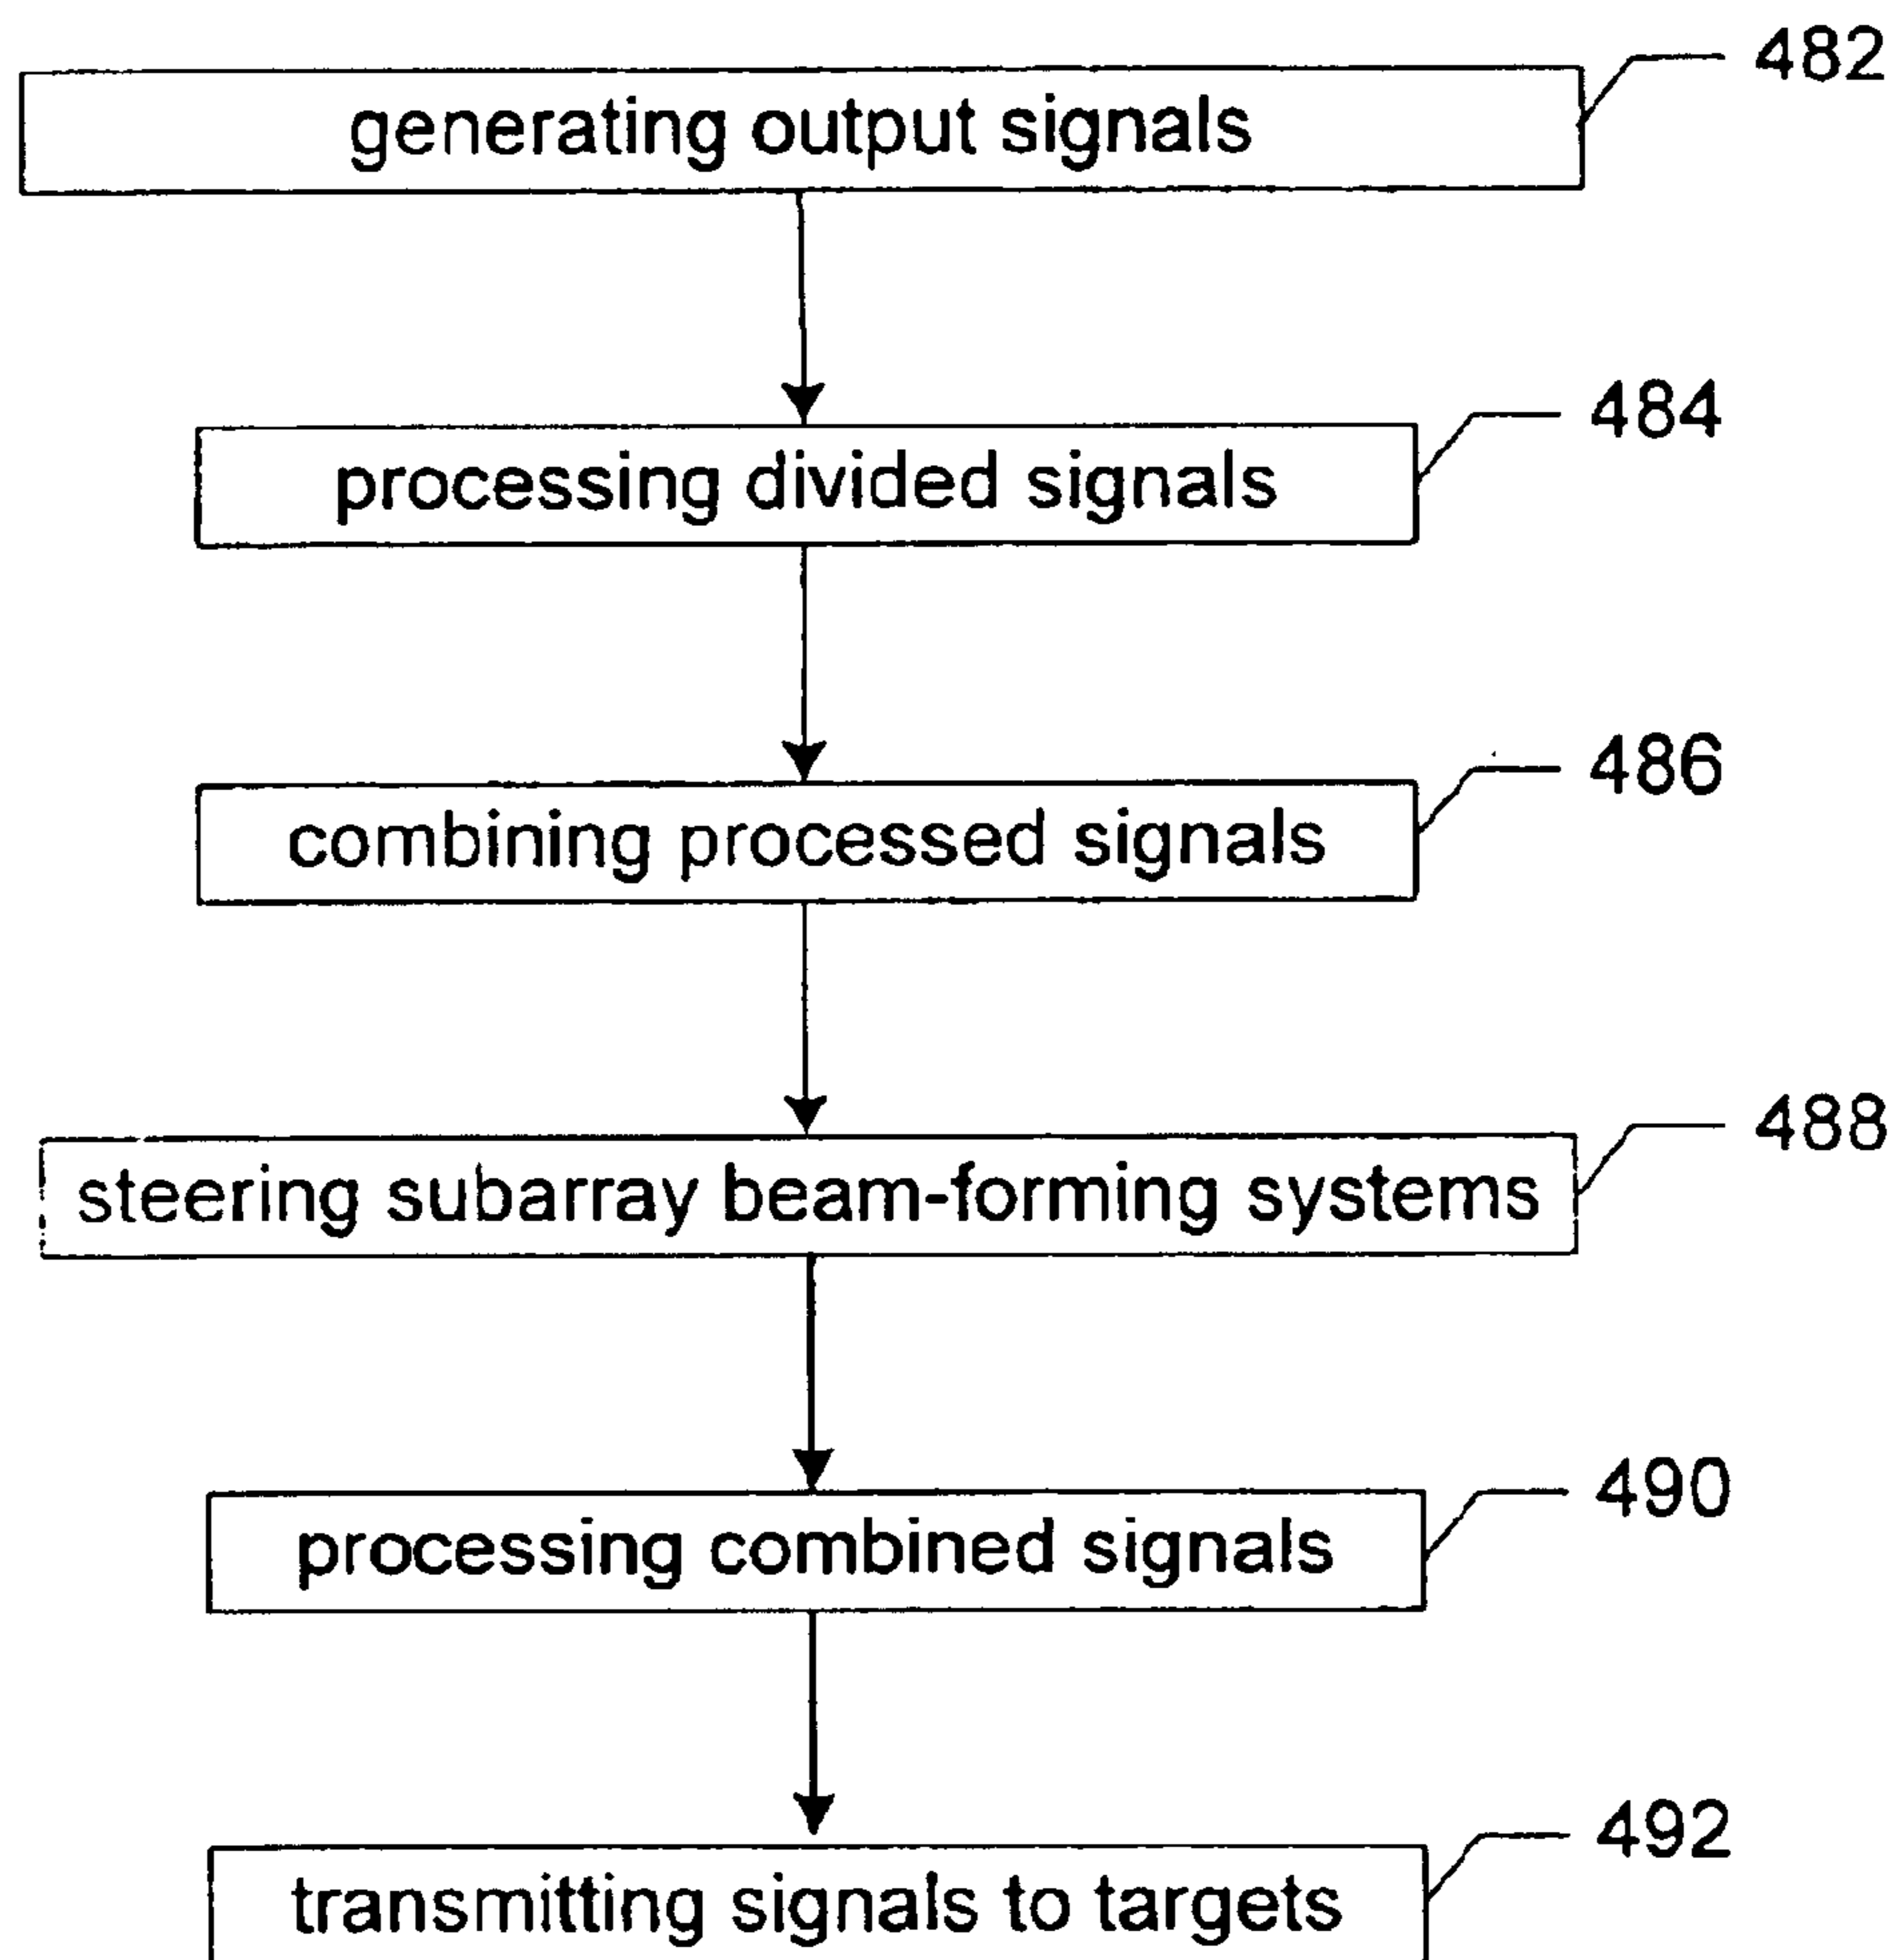 482
generating output signals
484
processing divided signals
486
combining processed signals
488
steering subarray beam-forming systems
490
processing combined signals
492
transmitting signals to targets